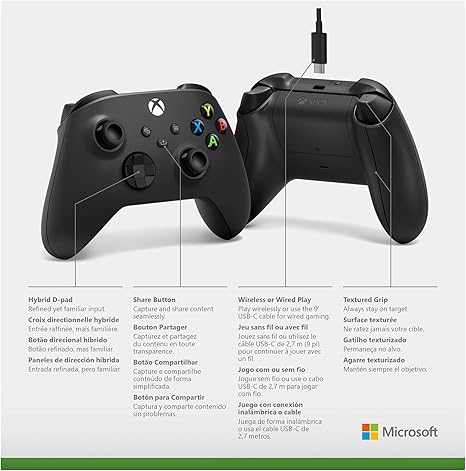 Y
X
B
A
XBOX
Hybrid D-pad
Refined yet familiar input.
Croix directionnelle hybride
Entrée raffinée, mais familière.
Botão direcional híbrido
Botão refinado, mas familiar.
Paneles de dirección híbrida
Entrada refinada, pero familiar.
Share Button
Capture and share content
seamlessly.
Bouton Partager
Capturez et partagez
du contenu en toute
transparence.
Botão Compartilhar
Capture e compartilhe
conteúdo de forma
simplificada.
Botón para Compartir
Captura y comparte contenido
sin problemas.
Wireless or Wired Play
Play wirelessly or use the 9'
USB-C cable for wired gaming.
Jeu sans fil ou avec fil
Jouez sans fil ou utilisez le
câble USB-C de 2,7 m (9 pi)
pour continuer à jouer avec
un fil.
Jogo com ou sem fio
Jogue sem fio ou use o cabo
USB-C de 2,7 m para jogar
com fio.
Juego con conexión
inalámbrica o cable
Juega de forma inalámbrica
o usa el cable USB-C de
2,7 metros.
Textured Grip
Always stay on target.
Surface texturée
Ne ratez jamais votre cible.
Gatilho texturizado
Permaneça no alvo.
Agarre texturizado
Mantén siempre el objetivo.
Microsoft